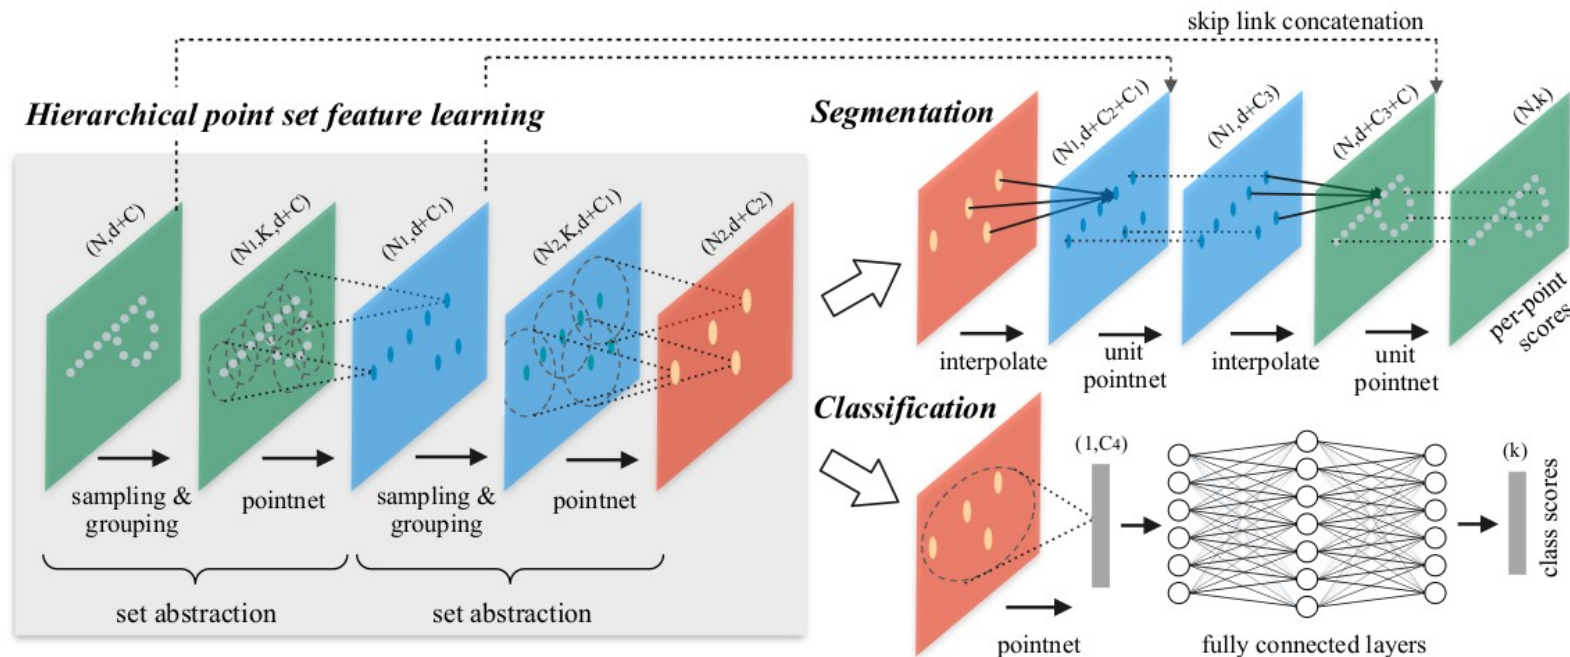 skip link concatenation
Hierarchical point set feature learning
(N,d+C)
(N1,K,d+C)
(N1,d+C1)
(N2,K,d+C1)
(N2,d+C2)
sampling &
grouping
pointnet
sampling &
grouping
pointnet
set abstraction
set abstraction
Segmentation
(N1,d+C2+C1)
(N1,d+C3)
(N,d+C3+C)
(N,k)
per-point
scores
interpolate
unit
pointnet
interpolate
unit
pointnet
Classification
(1,C4)
(k)
class scores
pointnet
fully connected layers